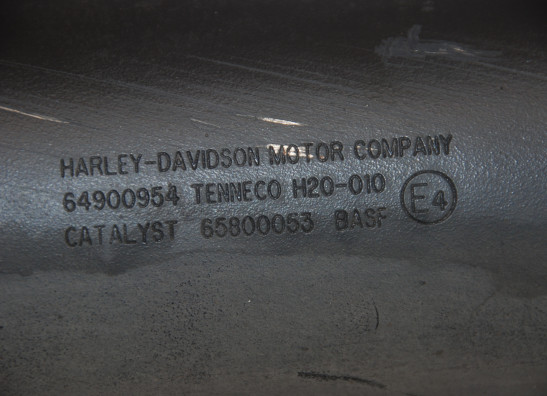 HARLEY-DAVIDSON MOTOR COMPANY
64900954 TENNECO H20-010
CATALYST 65800053 BASF
E4